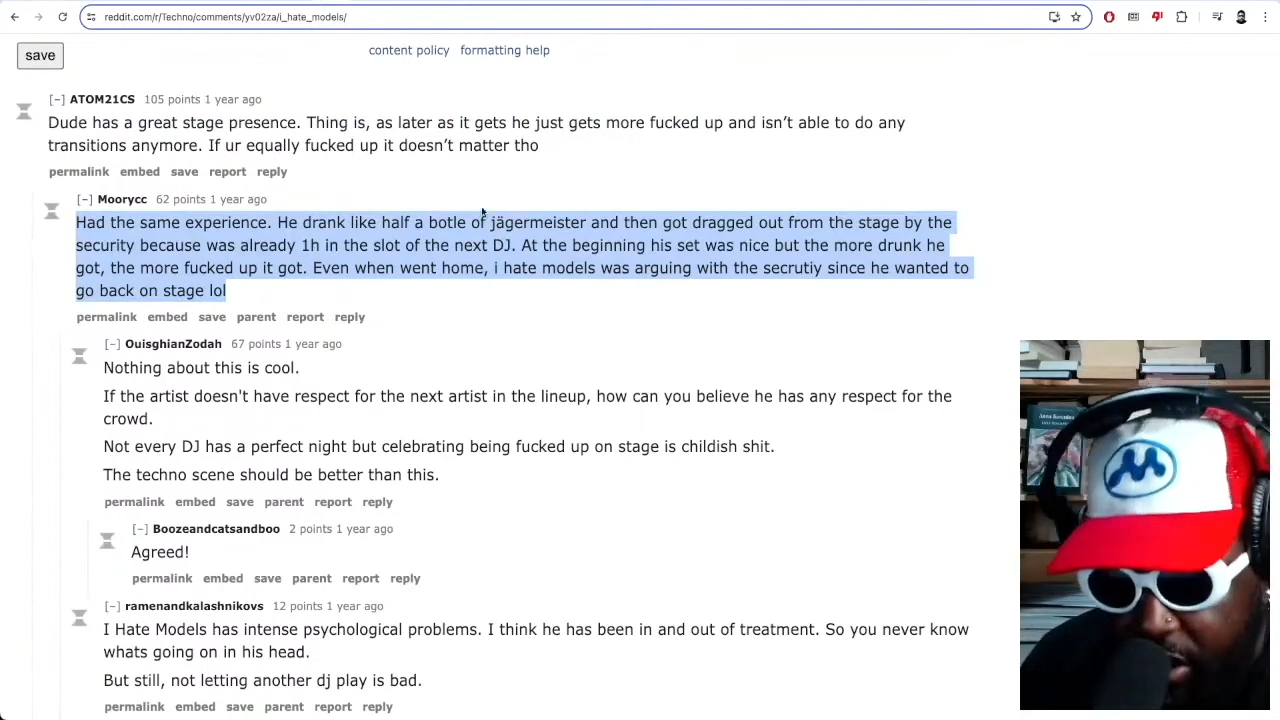 reddit.com/r/Techno/comments/yv02za/i_hate_models/
save
content policy formatting help
[–] ATOM21CS 105 points 1 year ago
Dude has a great stage presence. Thing is, as later as it gets he just gets more fucked up and isn’t able to do any
transitions anymore. If ur equally fucked up it doesn’t matter tho
permalink embed save report reply
[–] Moorycc 62 points 1 year ago
Had the same experience. He drank like half a botle of jägermeister and then got dragged out from the stage by the
security because was already 1h in the slot of the next DJ. At the beginning his set was nice but the more drunk he
got, the more fucked up it got. Even when went home, i hate models was arguing with the secrutiy since he wanted to
go back on stage lol
permalink embed save parent report reply
[–] OuisghianZodah 67 points 1 year ago
Nothing about this is cool.
If the artist doesn't have respect for the next artist in the lineup, how can you believe he has any respect for the
crowd.
Not every DJ has a perfect night but celebrating being fucked up on stage is childish shit.
The techno scene should be better than this.
permalink embed save parent report reply
[–] Boozeandcatsandboo 2 points 1 year ago
Agreed!
permalink embed save parent report reply
[–] ramenandkalashnikovs 12 points 1 year ago
I Hate Models has intense psychological problems. I think he has been in and out of treatment. So you never know
whats going on in his head.
But still, not letting another dj play is bad.
permalink embed save parent report reply